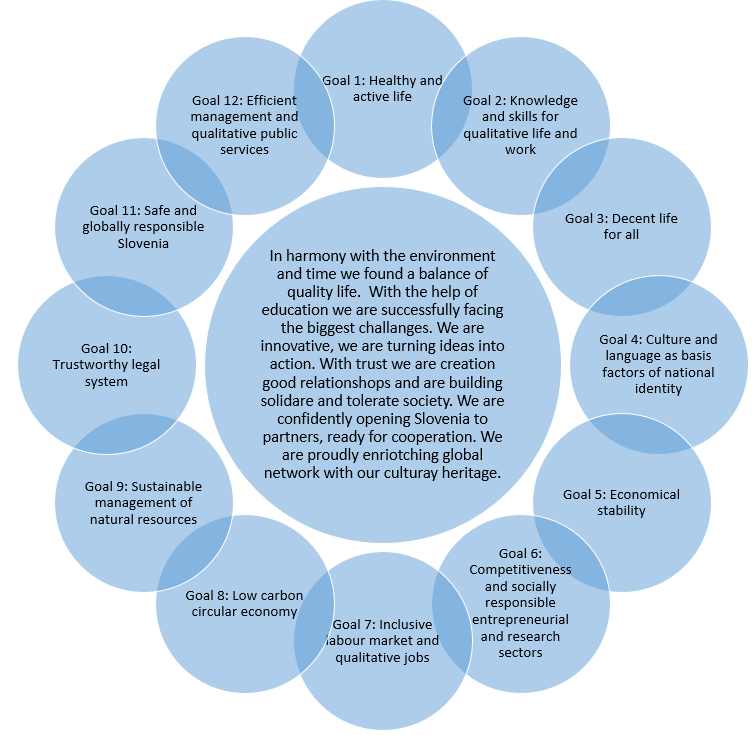 Goal 1: Healthy and
active life
Goal 2: Knowledge
and skills for
qualitative life and
work
Goal 3: Decent life
for all
Goal 4: Culture and
language as basis
factors of national
identity
Goal 5: Economical
stability
Goal 6:
Competitiveness
and socially
responsible
entrepreneurial
and research
sectors
Goal 7: Inclusive
labour market and
qualitative jobs
Goal 8: Low carbon
circular economy
Goal 9: Sustainable
management of
natural resources
Goal 10:
Trustworthy legal
system
Goal 11: Safe and
globally responsible
Slovenia
Goal 12: Efficient
management and
qualitative public
services
In harmony with the environment
and time we found a balance of
quality life.  With the help of
education we are successfully facing
the biggest challanges. We are
innovative, we are turning ideas into
action. With trust we are creation
good relationshops and are building
solidare and tolerate society. We are
confidently opening Slovenia to
partners, ready for cooperation. We
are proudly enriotching global
network with our culturay heritage.